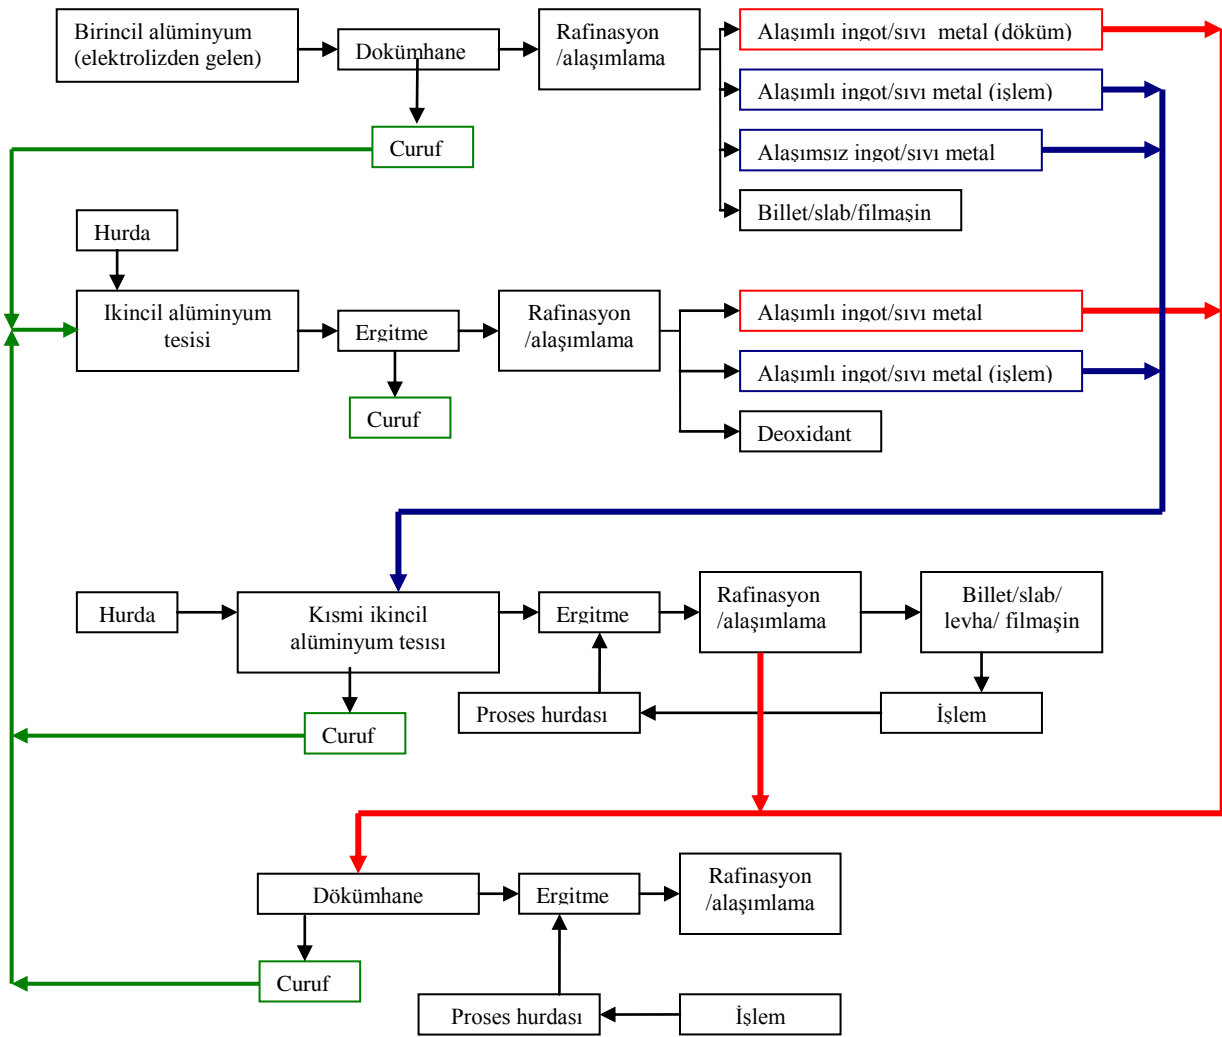 Birincil alüminyum
(elektrolizden gelen)
Dokümhane
Rafinasyon
/alaşımlama
Alaşımlı ingot/sıvı metal (döküm)
Alaşımlı ingot/sıvı metal (işlem)
Curuf
Alaşımsız ingot/sıvı metal
Billet/slab/filmaşin
Hurda
Ikincil alüminyum
tesisi
Ergitme
Rafinasyon
/alaşımlama
Alaşımlı ingot/sıvı metal
Alaşımlı ingot/sıvı metal (işlem)
Curuf
Deoxidant
Hurda
Kısmi ikincil
alüminyum tesısı
Ergitme
Rafinasyon
/alaşımlama
Billet/slab/
levha/ filmaşin
Curuf
Proses hurdası
İşlem
Dökümhane
Ergitme
Rafinasyon
/alaşımlama
Curuf
Proses hurdası
İşlem